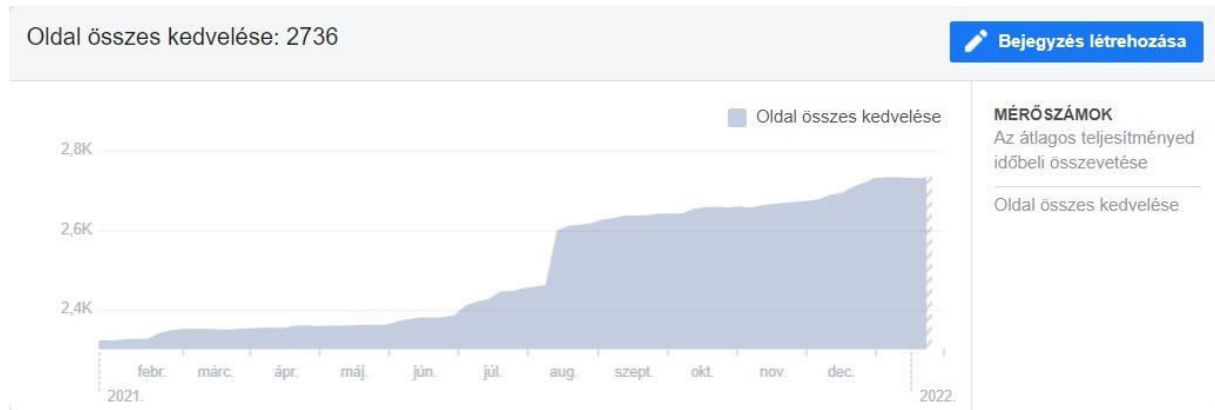 Oldal összes kedvelése: 2736
Bejegyzés létrehozása
Oldal összes kedvelése
MÉRŐSZÁMOK
Az átlagos teljesítményed
időbeli összevetése
Oldal összes kedvelése
2,8K
2,6K
2,4K
febr. márc. ápr. máj. jún. júl. aug. szept. okt. nov. dec.
2021. 2022.